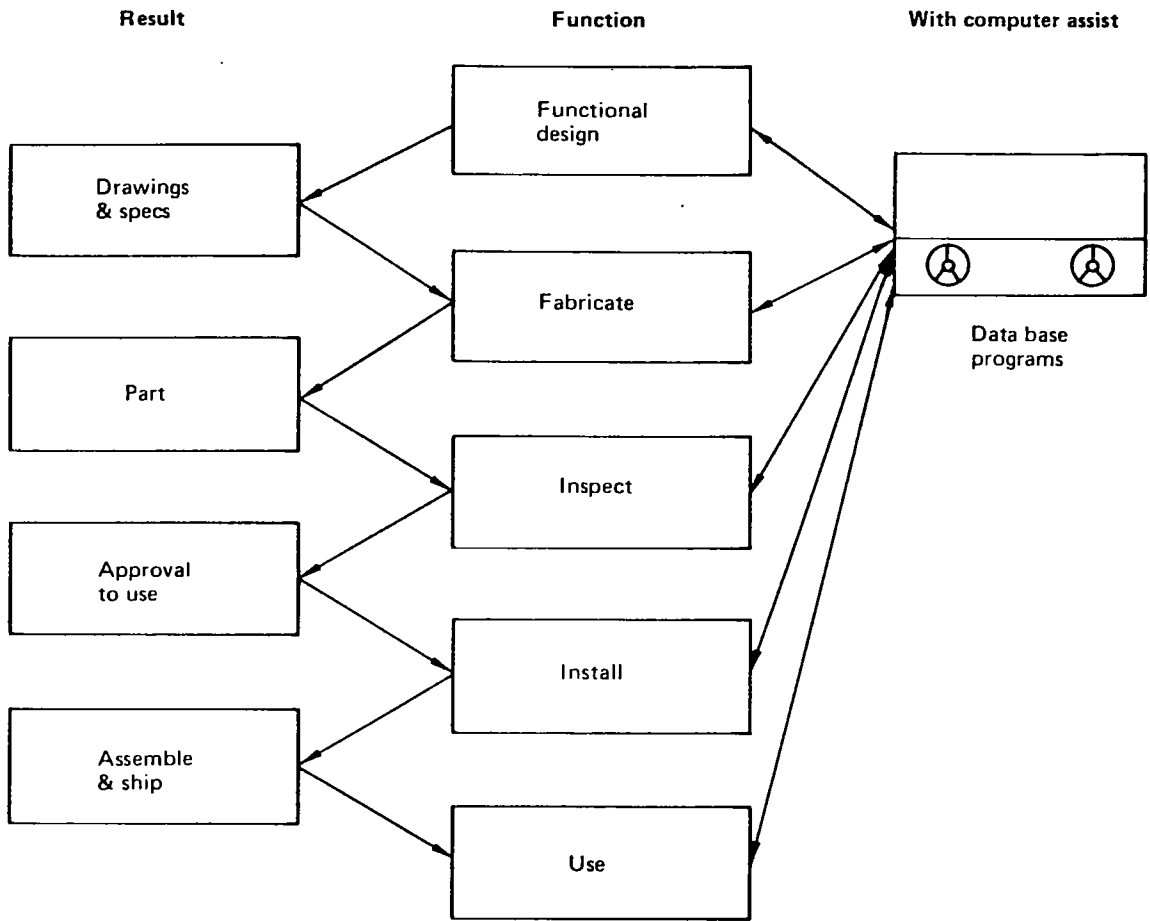 Result
Function
With computer assist
Functional
design
Drawings
& specs
Fabricate
Data base
programs
Part
Inspect
Approval
to use
Install
Assemble
& ship
Use